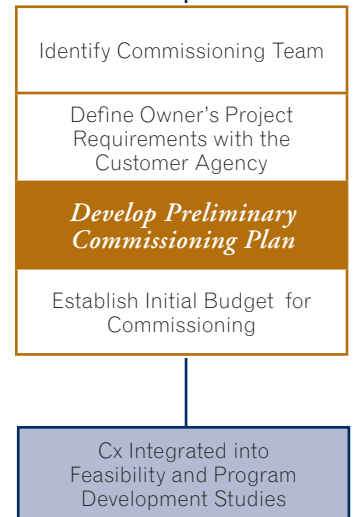 Identify Commissioning Team
Define Owner's Project
Requirements with the
Customer Agency
Develop Preliminary
Commissioning Plan
Establish Initial Budget for
Commissioning
Cx Integrated into
Feasibility and Program
Development Studies